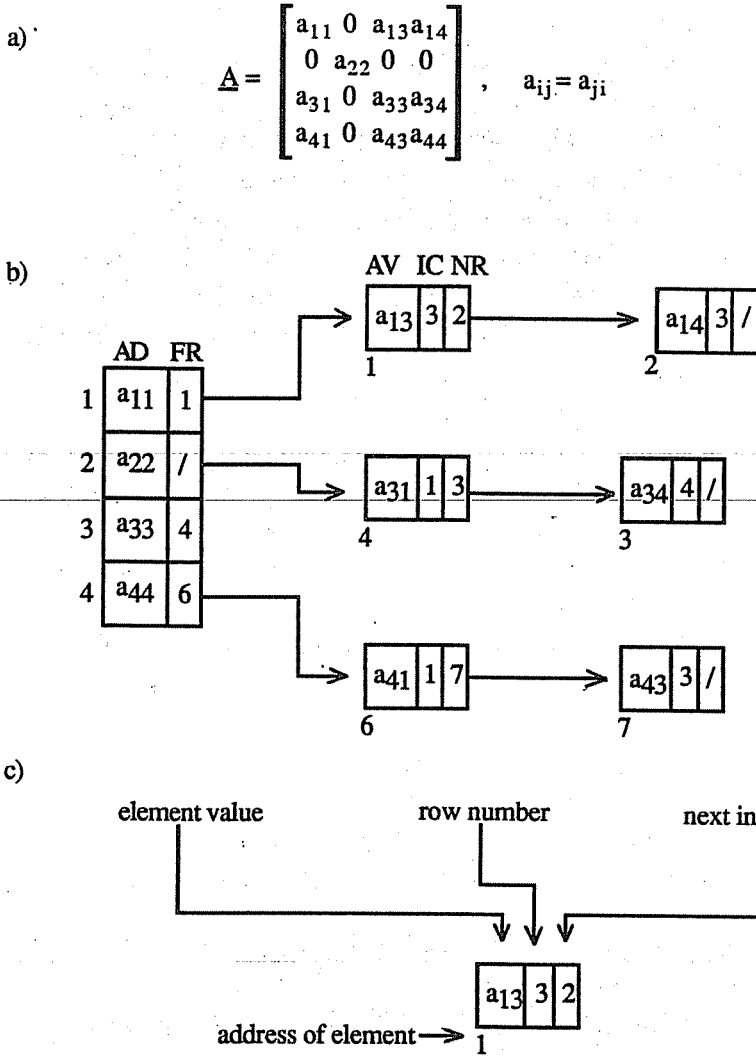 a)
A = [ a11 0 a13 a14
0 a22 0 0
a31 0 a33 a34
a41 0 a43 a44 ] , aij = aji
b)
AV IC NR
a13 3 2
1
a14 3 /
2
AD FR
1 a11 1
2 a22 /
3 a33 4
4 a44 6
a31 1 3
4
a34 4 /
3
a41 1 7
6
a43 3 /
7
c)
element value row number next in
a13 3 2
address of element 1